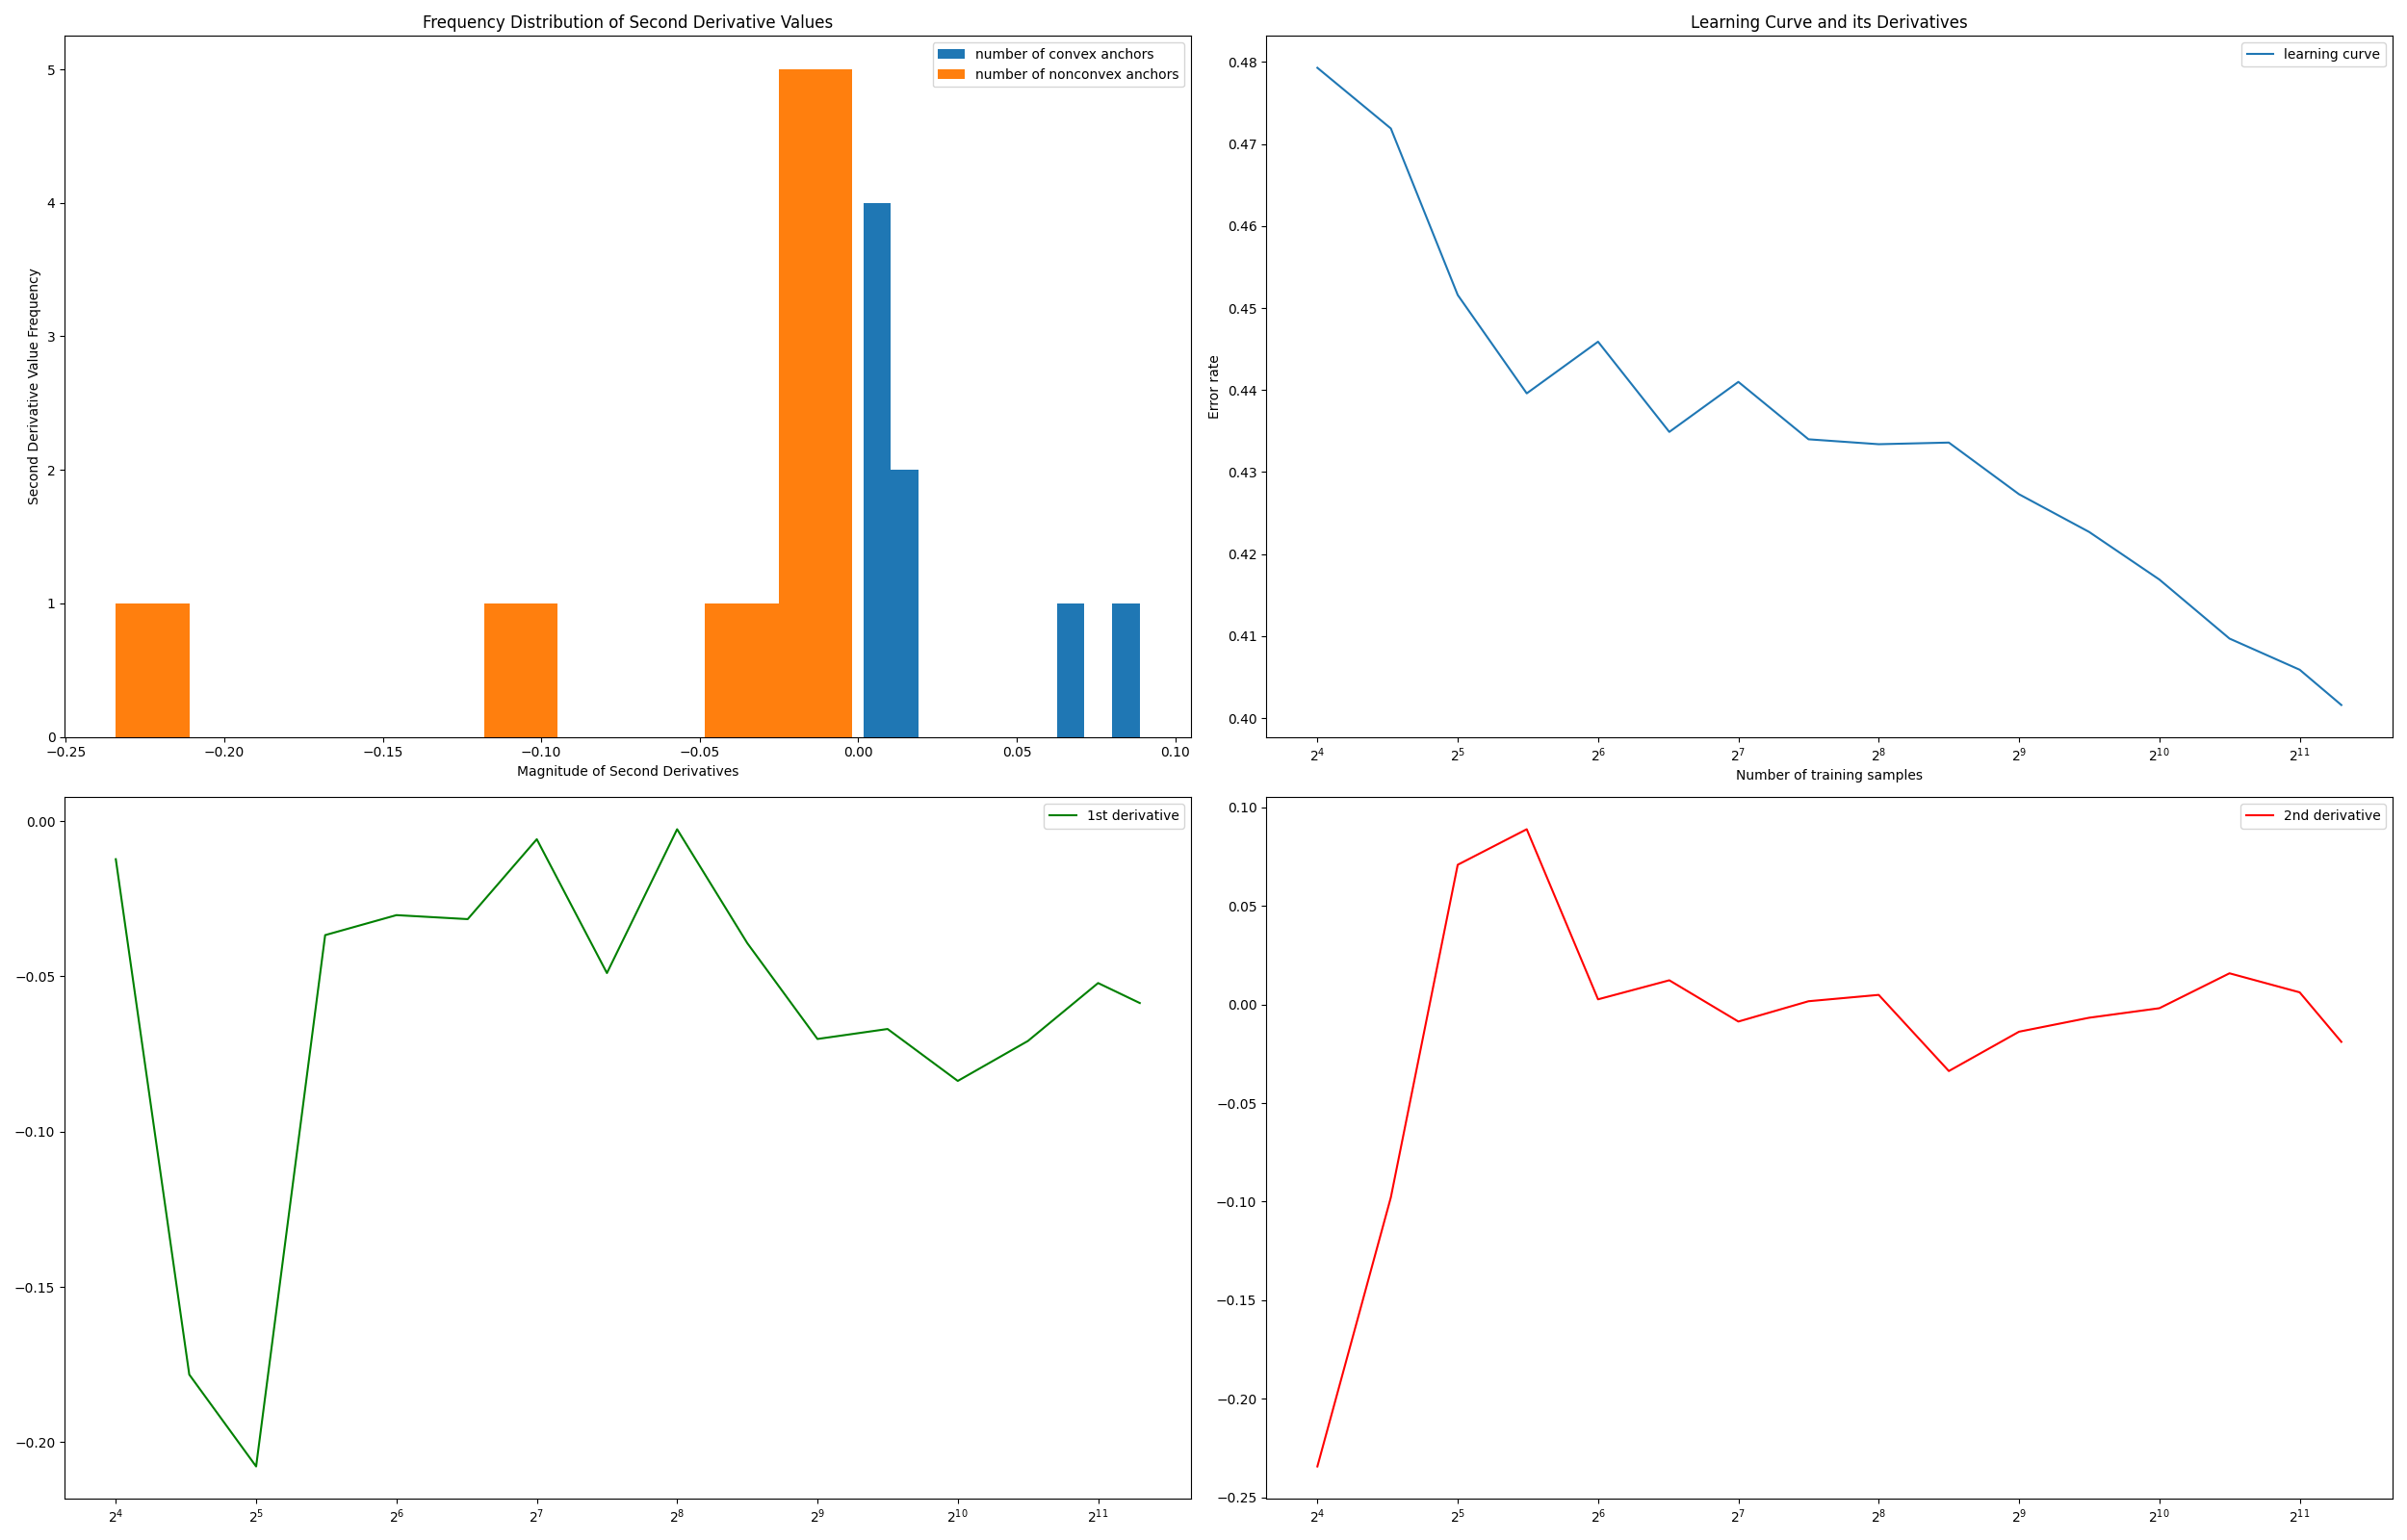 Frequency Distribution of Second Derivative Values
number of convex anchors
number of nonconvex anchors
Second Derivative Value Frequency
5
4
3
2
1
0
−0.25 −0.20 −0.15 −0.10 −0.05 0.00 0.05 0.10
Magnitude of Second Derivatives
Learning Curve and its Derivatives
learning curve
Error rate
0.48
0.47
0.46
0.45
0.44
0.43
0.42
0.41
0.40
2⁴ 2⁵ 2⁶ 2⁷ 2⁸ 2⁹ 2¹⁰ 2¹¹
Number of training samples
1st derivative
0.00
−0.05
−0.10
−0.15
−0.20
2⁴ 2⁵ 2⁶ 2⁷ 2⁸ 2⁹ 2¹⁰ 2¹¹
2nd derivative
0.10
0.05
0.00
−0.05
−0.10
−0.15
−0.20
−0.25
2⁴ 2⁵ 2⁶ 2⁷ 2⁸ 2⁹ 2¹⁰ 2¹¹